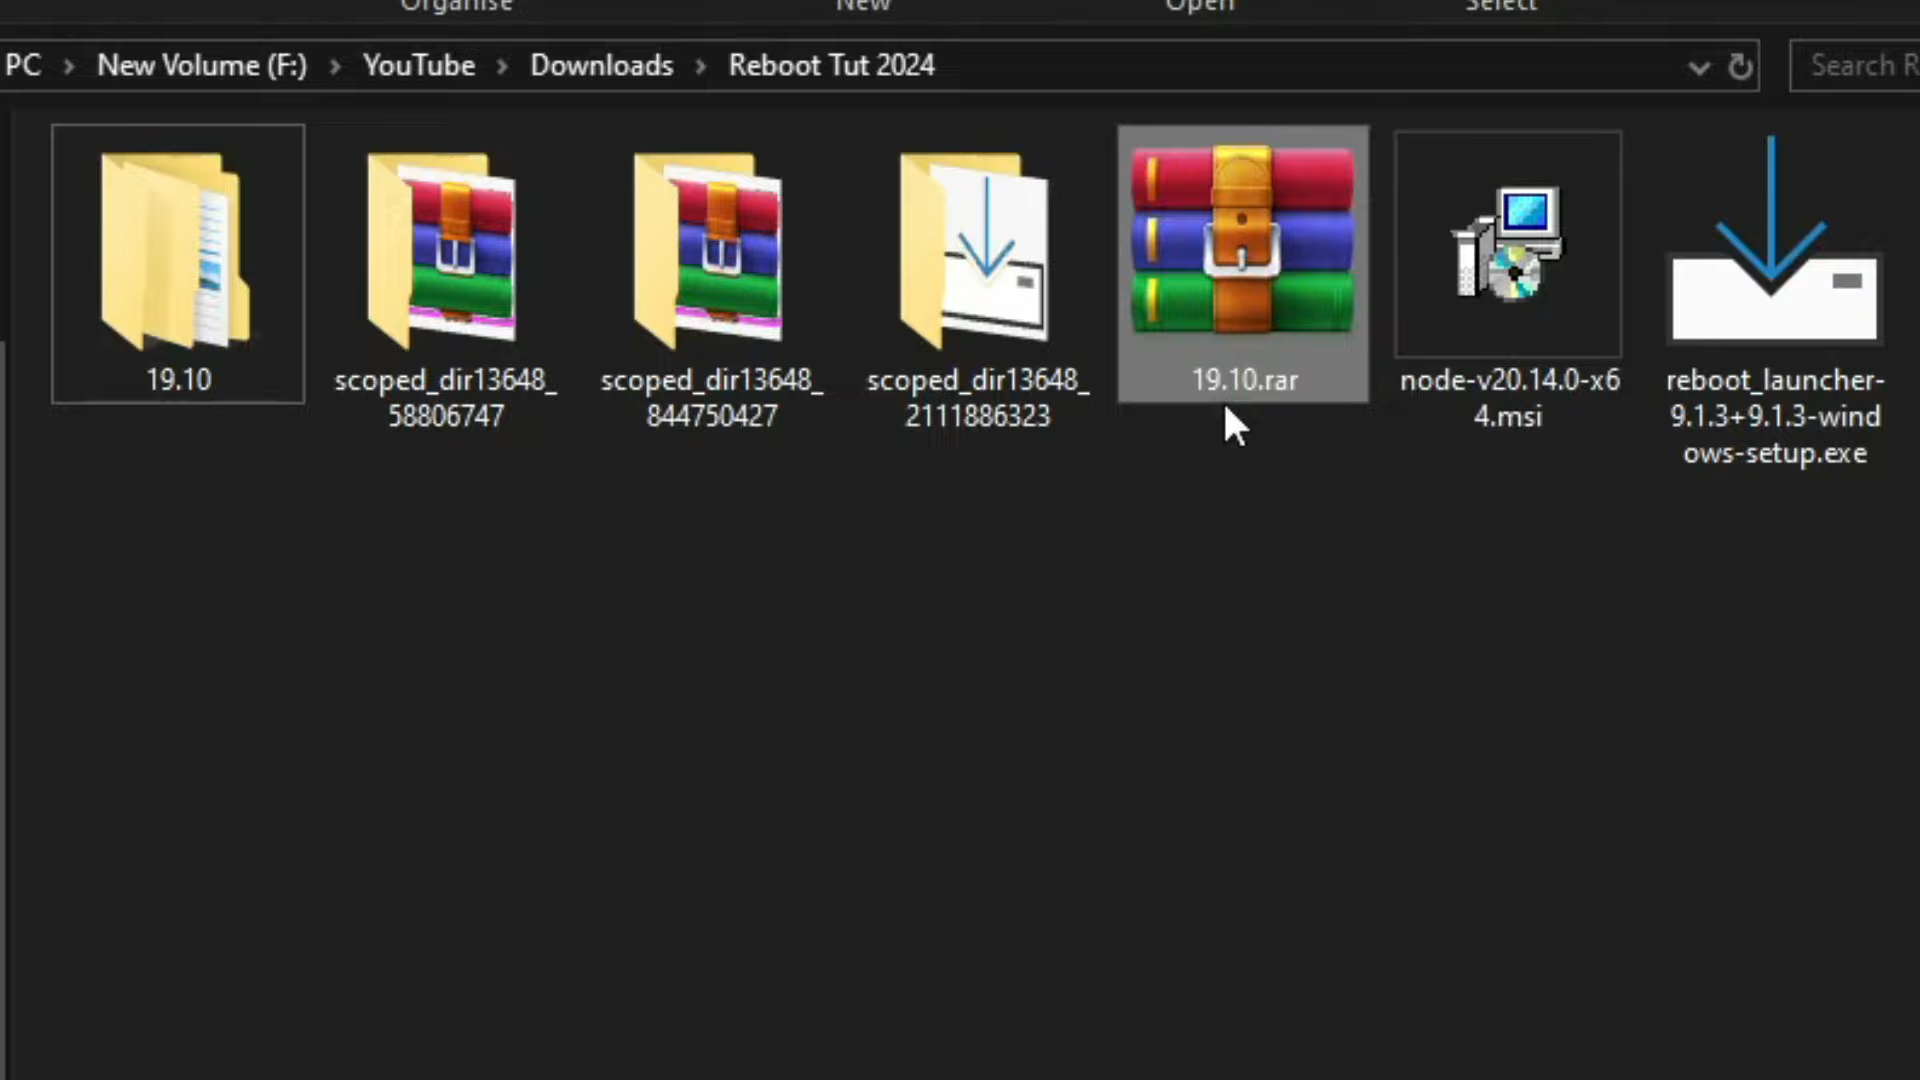 Organise New Open Select
PC > New Volume (F:) > YouTube > Downloads > Reboot Tut 2024
Search R
19.10
scoped_dir13648_
58806747
scoped_dir13648_
844750427
scoped_dir13648_
2111886323
19.10.rar
node-v20.14.0-x6
4.msi
reboot_launcher-
9.1.3+9.1.3-wind
ows-setup.exe